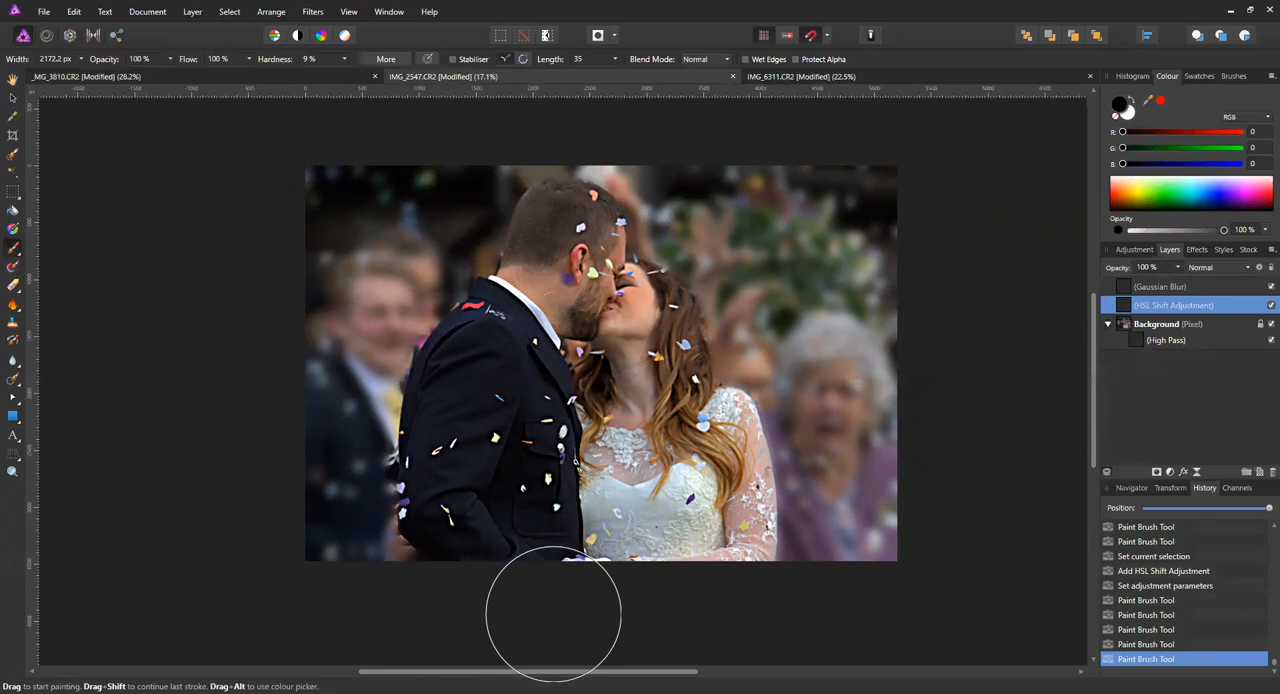 File Edit Text Document Layer Select Arrange Filters View Window Help
Width: 2172.2 px Opacity: 100 % Flow: 100 % Hardness: 9 % More Stabiliser Length: 35 Blend Mode: Normal Wet Edges Protect Alpha
_MG_3810.CR2 [Modified] (28.2%) IMG_2547.CR2 [Modified] (17.1%) IMG_6311.CR2 [Modified] (22.5%)
Histogram Colour Swatches Brushes
RGB
R: 0
G: 0
B: 0
Opacity
100 %
Adjustment Layers Effects Styles Stock
Opacity: 100 % Normal
(Gaussian Blur)
(HSL Shift Adjustment)
Background (Pixel)
(High Pass)
Navigator Transform History Channels
Position:
Paint Brush Tool
Paint Brush Tool
Set current selection
Add HSL Shift Adjustment
Set adjustment parameters
Paint Brush Tool
Paint Brush Tool
Paint Brush Tool
Paint Brush Tool
Paint Brush Tool
Drag to start painting. Drag+Shift to continue last stroke. Drag+Alt to use colour picker.